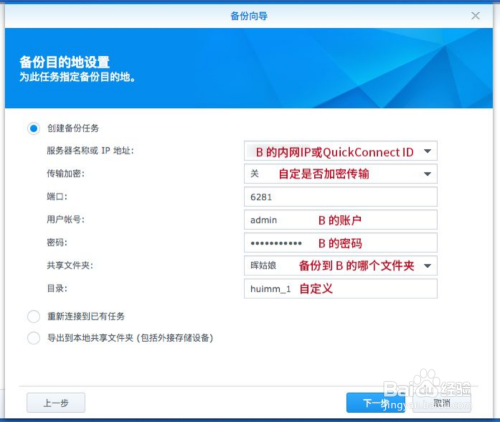 备份向导
备份目的地设置
为此任务指定备份目的地。
创建备份任务
服务器名称或 IP 地址: B 的内网IP或QuickConnect ID
传输加密: 关 自定是否加密传输
端口: 6281
用户帐号: admin B 的账户
密码: ••••••••••• B 的密码
共享文件夹: 晖姑娘 备份到 B 的哪个文件夹
目录: huimm_1 自定义
重新连接到已有任务
导出到本地共享文件夹 (包括外接存储设备)
上一步 下一步 取消
Baidu 经验
jingyan.baidu.com